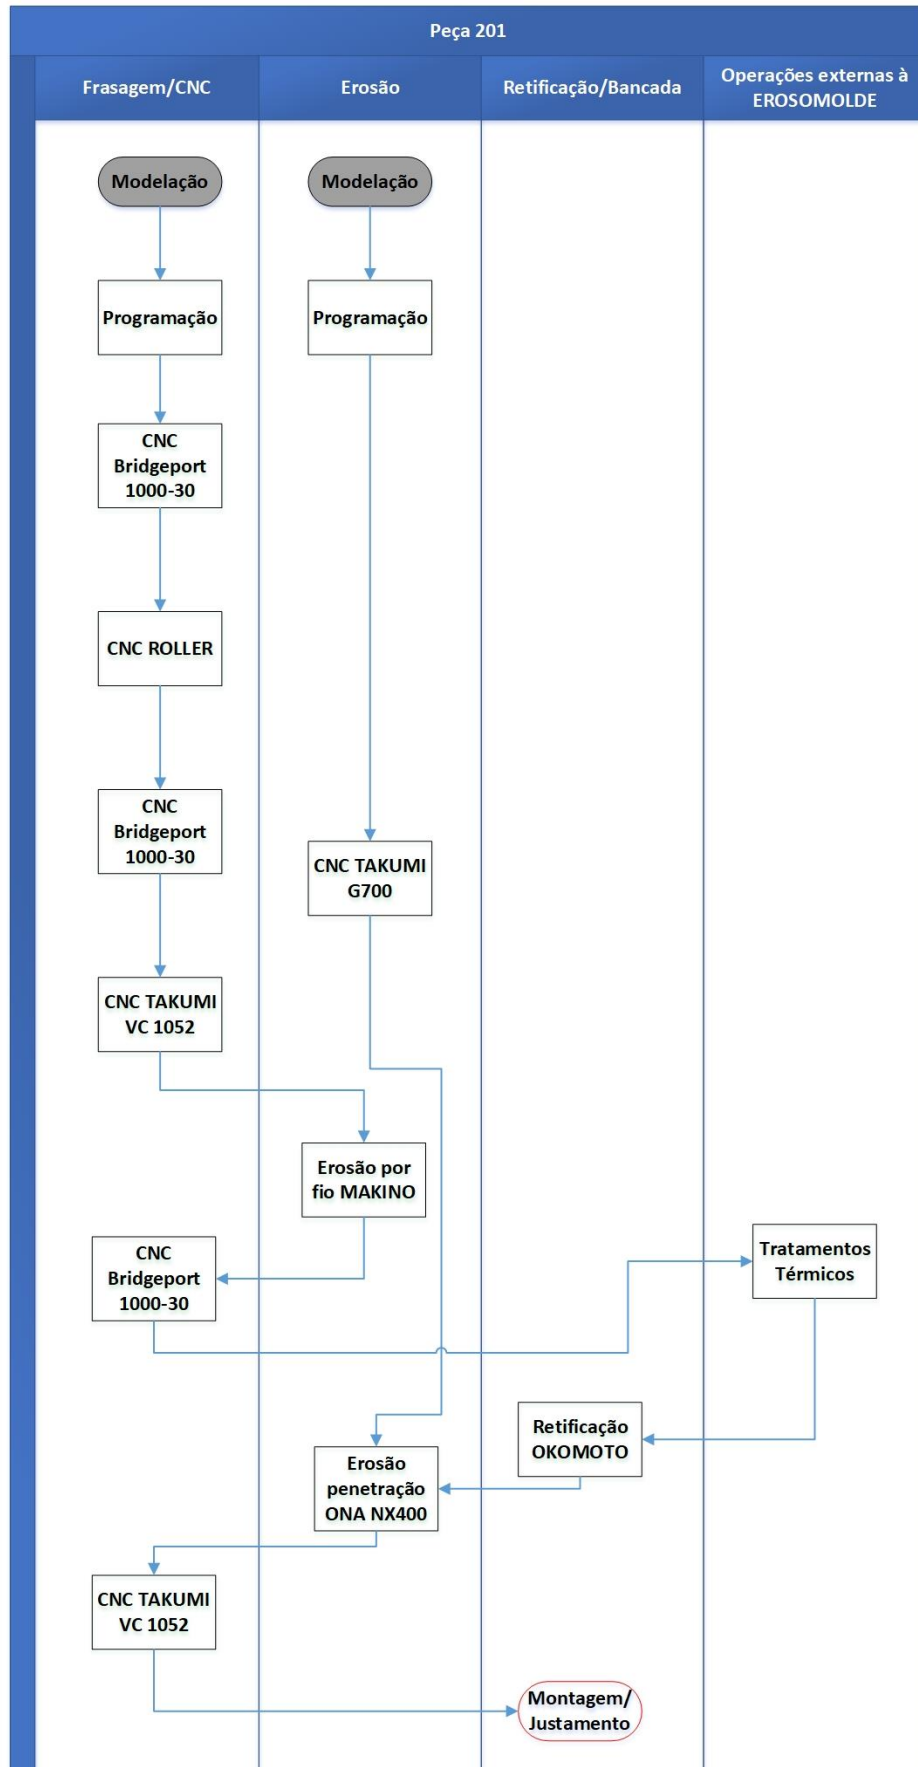 Peça 201
Frasagem/CNC
Erosão
Retificação/Bancada
Operações externas à
EROSOMOLDE
Modelação
Modelação
Programação
Programação
CNC
Bridgeport
1000-30
CNC ROLLER
CNC
Bridgeport
1000-30
CNC TAKUMI
G700
CNC TAKUMI
VC 1052
Erosão por
fio MAKINO
CNC
Bridgeport
1000-30
Tratamentos
Térmicos
Retificação
OKOMOTO
Erosão
penetração
ONA NX400
CNC TAKUMI
VC 1052
Montagem/
Justamento